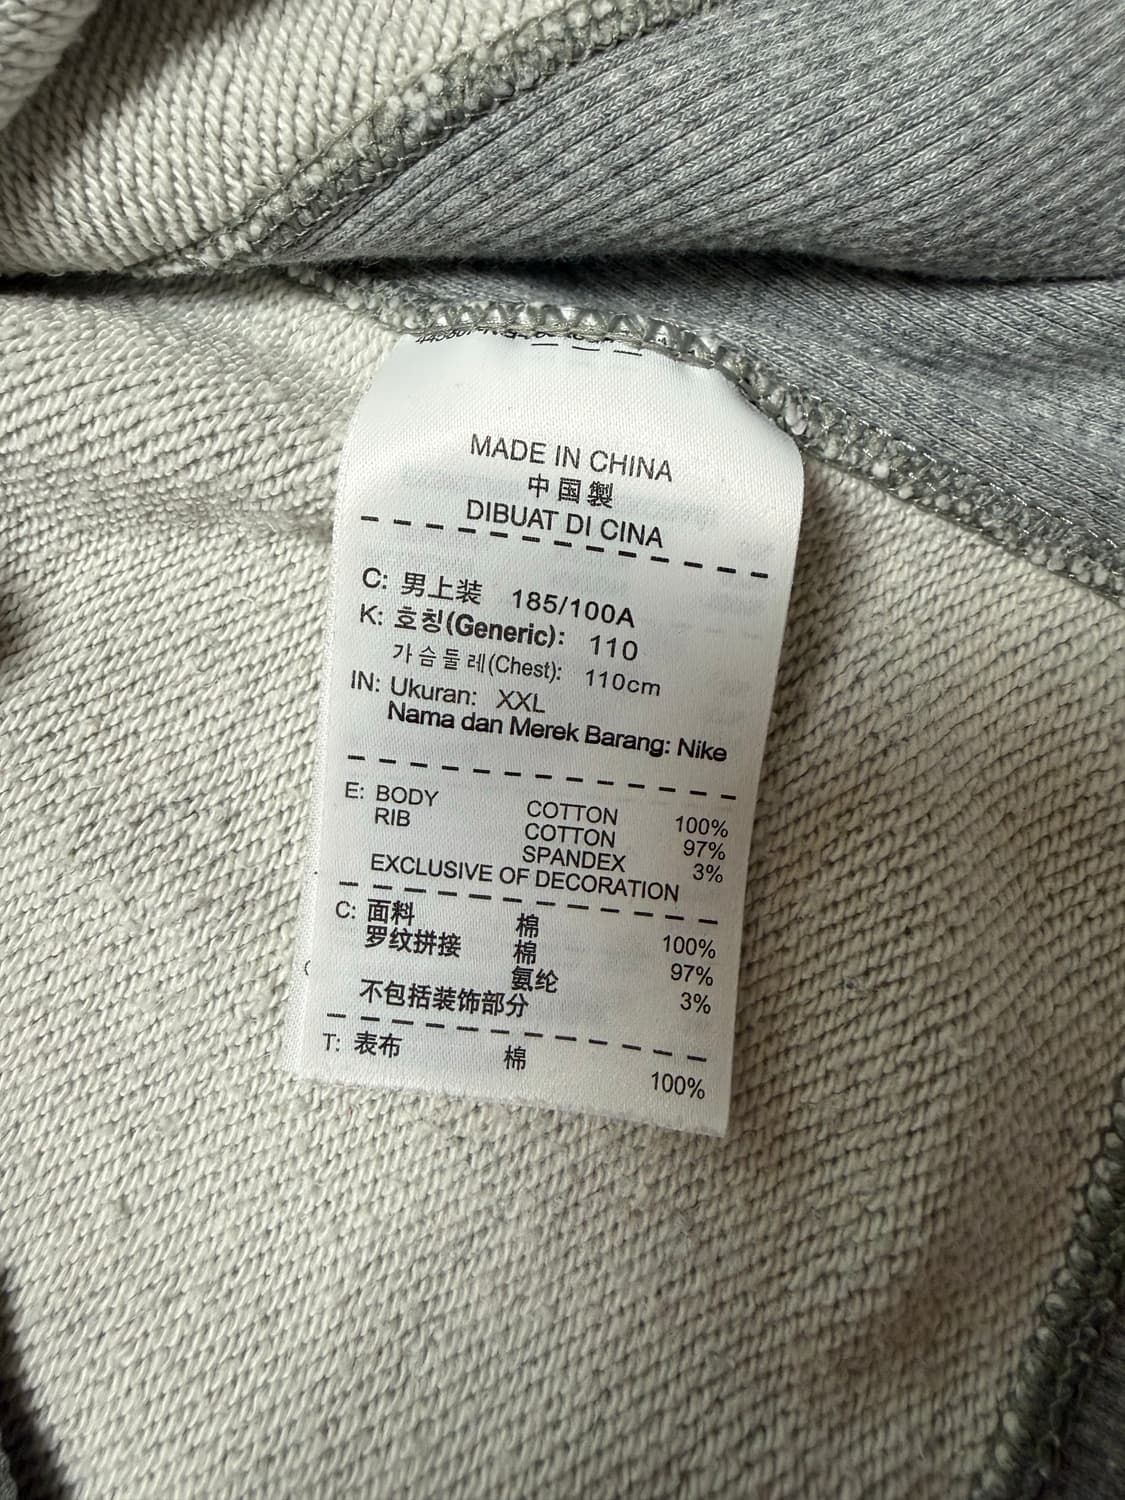 MADE IN CHINA
中国製
DIBUAT DI CINA
C: 男上装 185/100A
K: 호칭(Generic): 110
가슴둘레(Chest): 110cm
IN: Ukuran: XXL
Nama dan Merek Barang: Nike
E: BODY COTTON 100%
RIB COTTON 97%
SPANDEX 3%
EXCLUSIVE OF DECORATION
C: 面料 棉 100%
罗纹拼接 棉 97%
氨纶 3%
不包括装饰部分
T: 表布 棉 100%